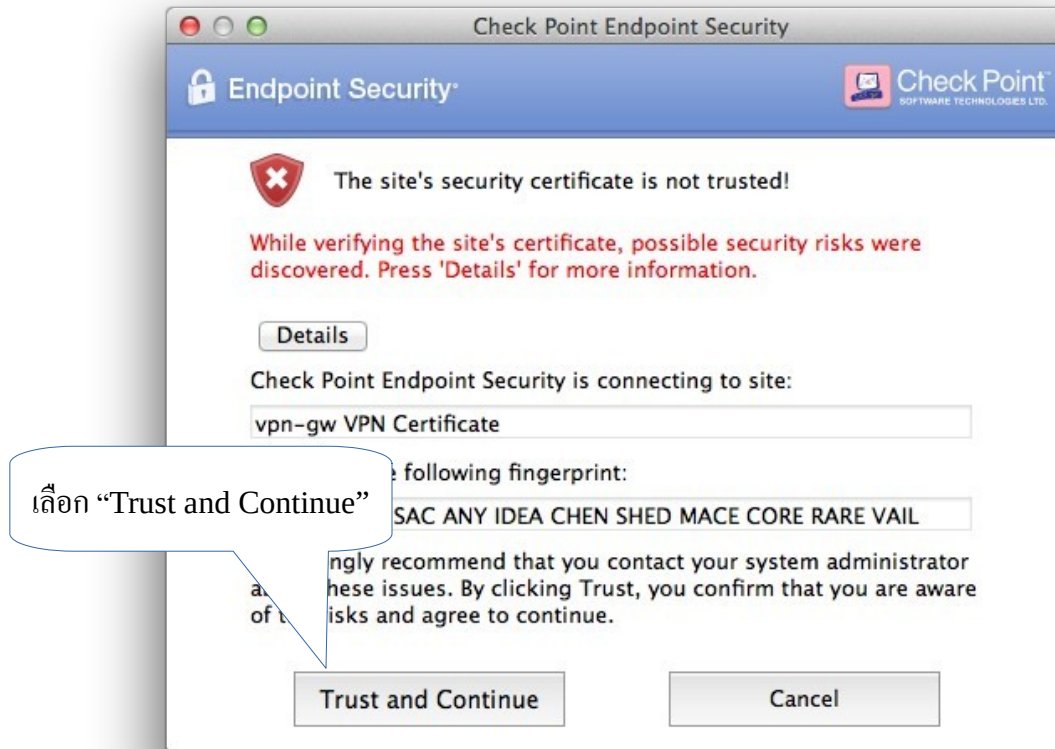 Check Point Endpoint Security
Endpoint Security
Check Point
SOFTWARE TECHNOLOGIES LTD.
The site's security certificate is not trusted!
While verifying the site's certificate, possible security risks were
discovered. Press 'Details' for more information.
Details
Check Point Endpoint Security is connecting to site:
vpn-gw VPN Certificate
following fingerprint:
เลือก “Trust and Continue”
SAC ANY IDEA CHEN SHED MACE CORE RARE VAIL
recommend that you contact your system administrator
issues. By clicking Trust, you confirm that you are aware
of and agree to continue.
Trust and Continue
Cancel